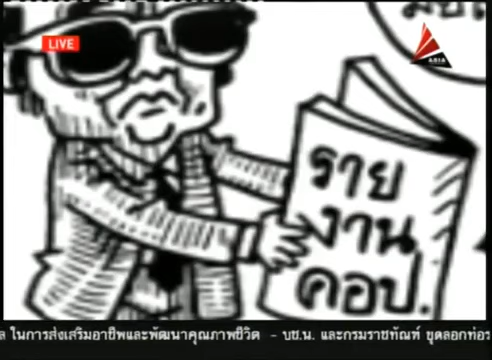 LIVE
ASIA
ราย
งาน
คอป.
ในการส่งเสริมอาชีพและพัฒนาคุณภาพชีวิต - บช.น. และกรมราชทัณฑ์ ขุดลอกท่อร